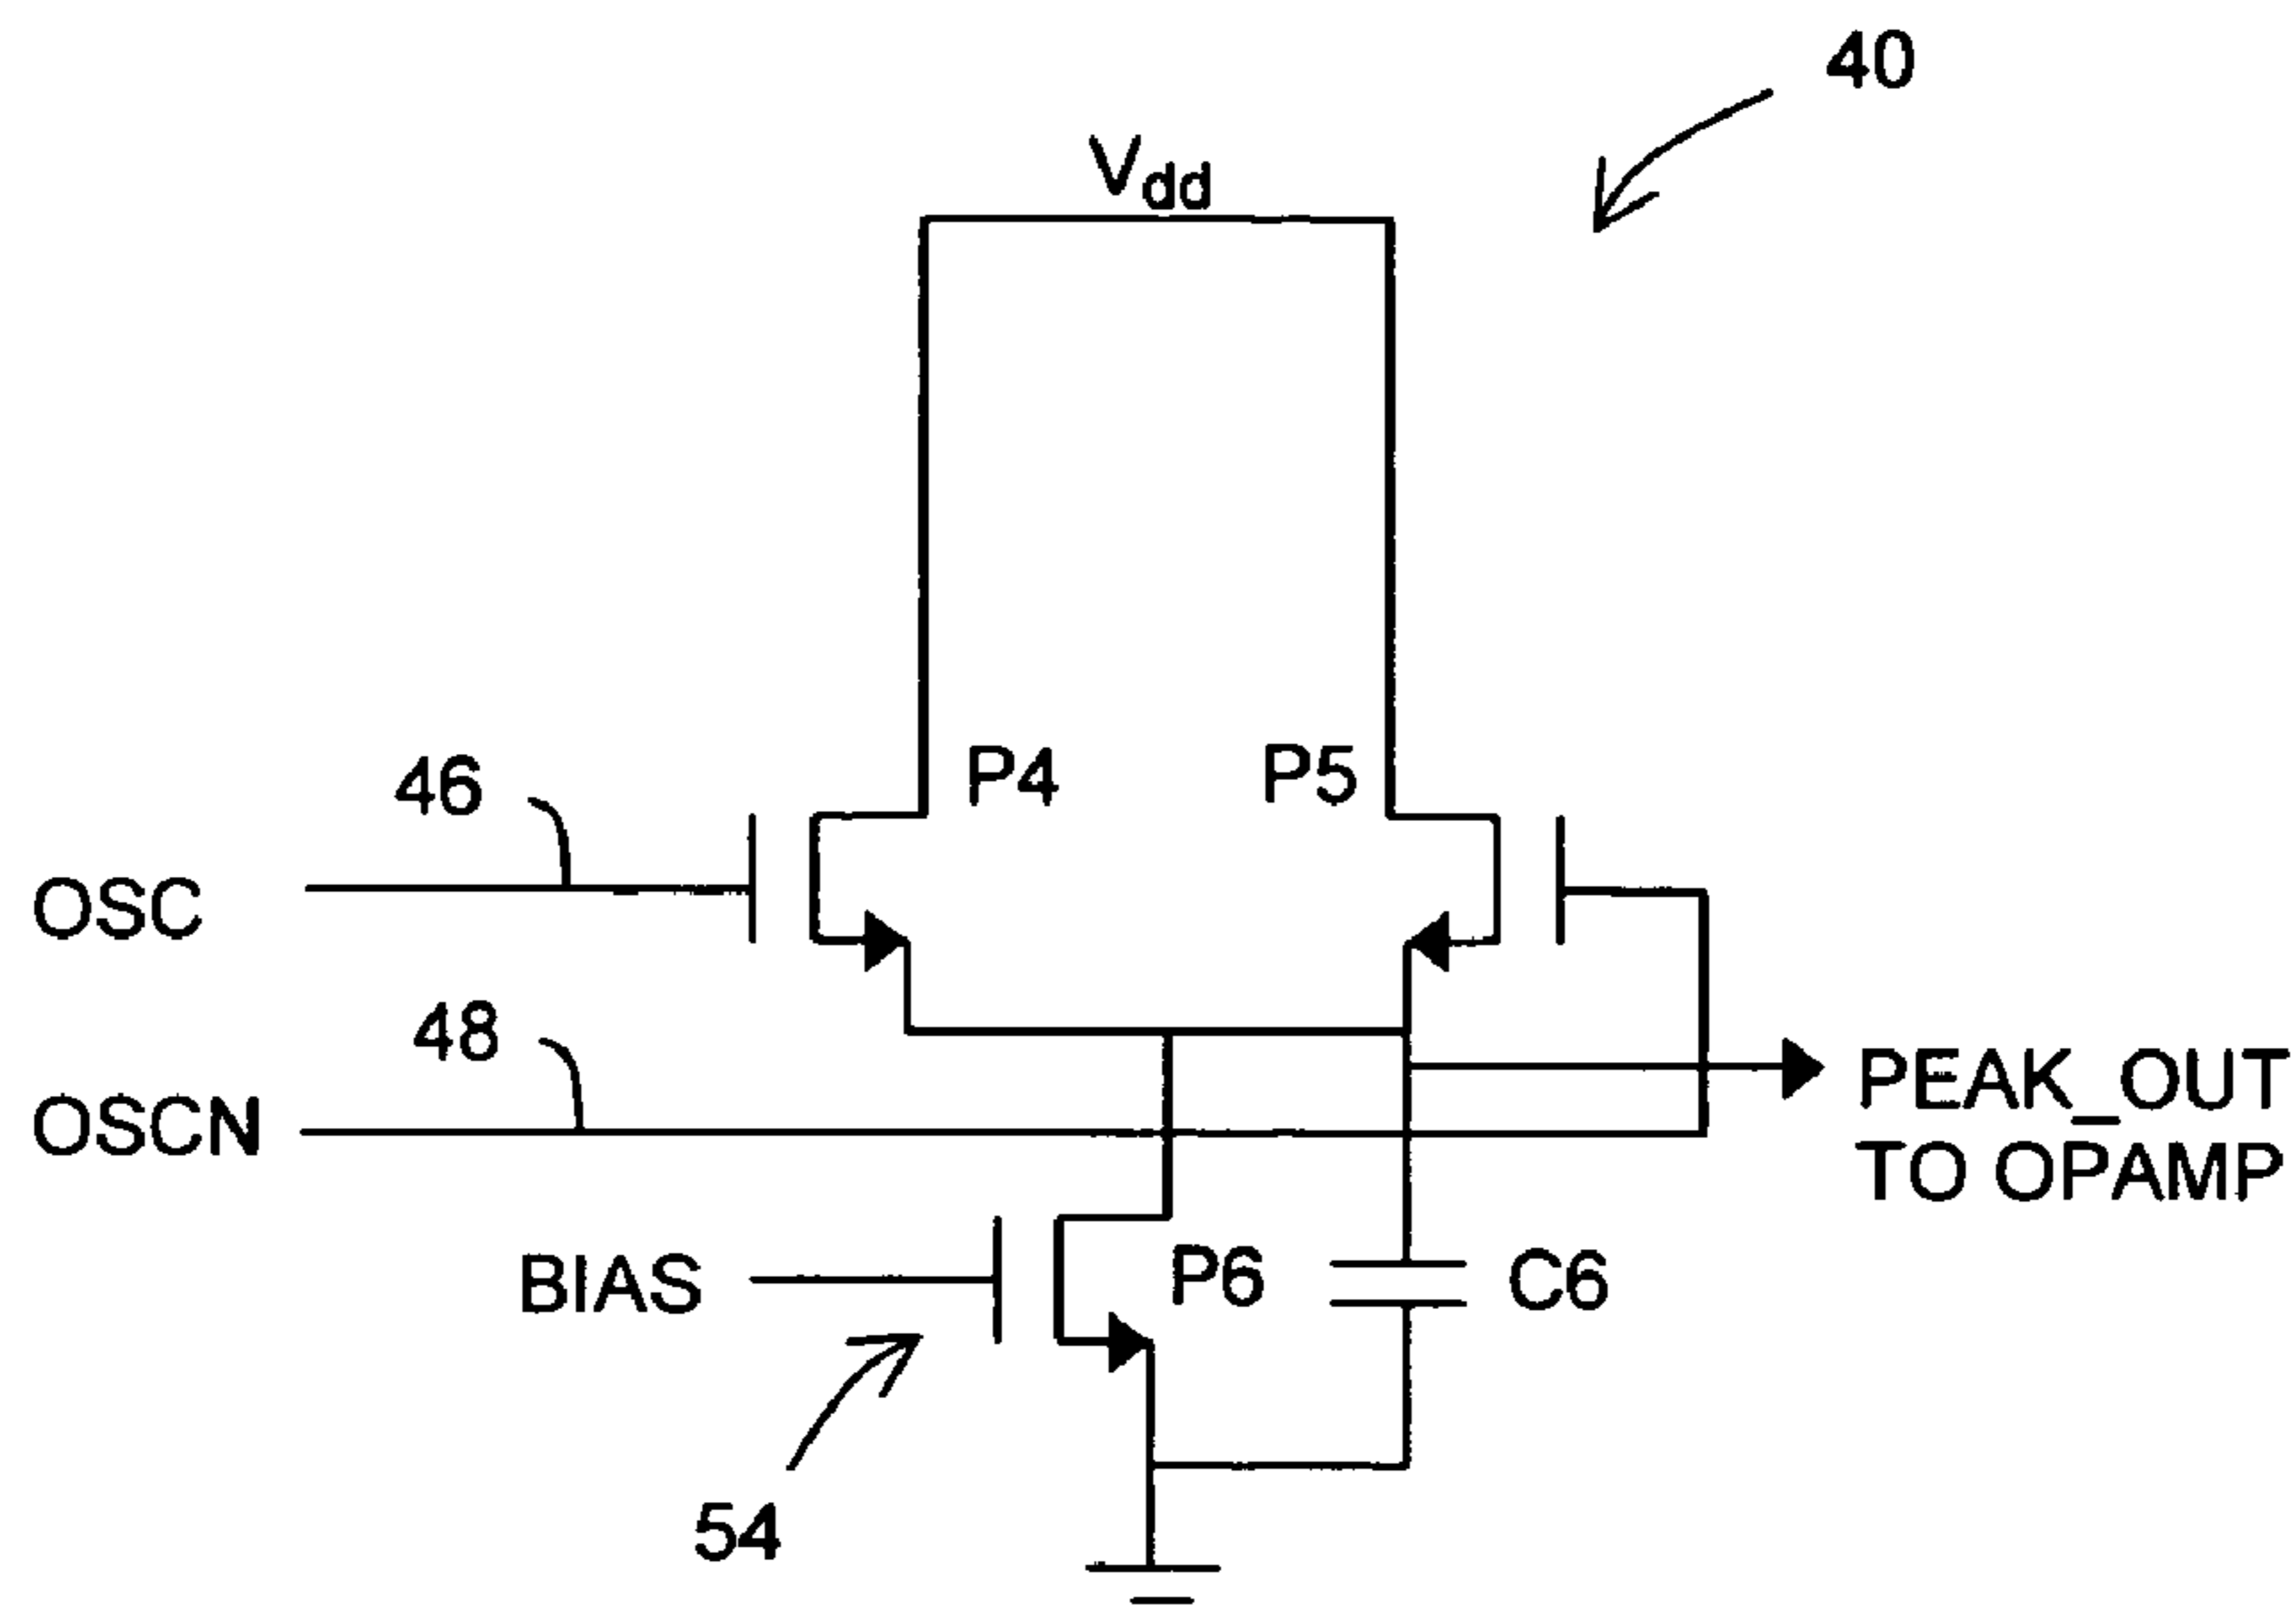 40
Vdd
P4
P5
46
OSC
48
OSCN
PEAK_OUT
TO OPAMP
BIAS
P6
C6
54